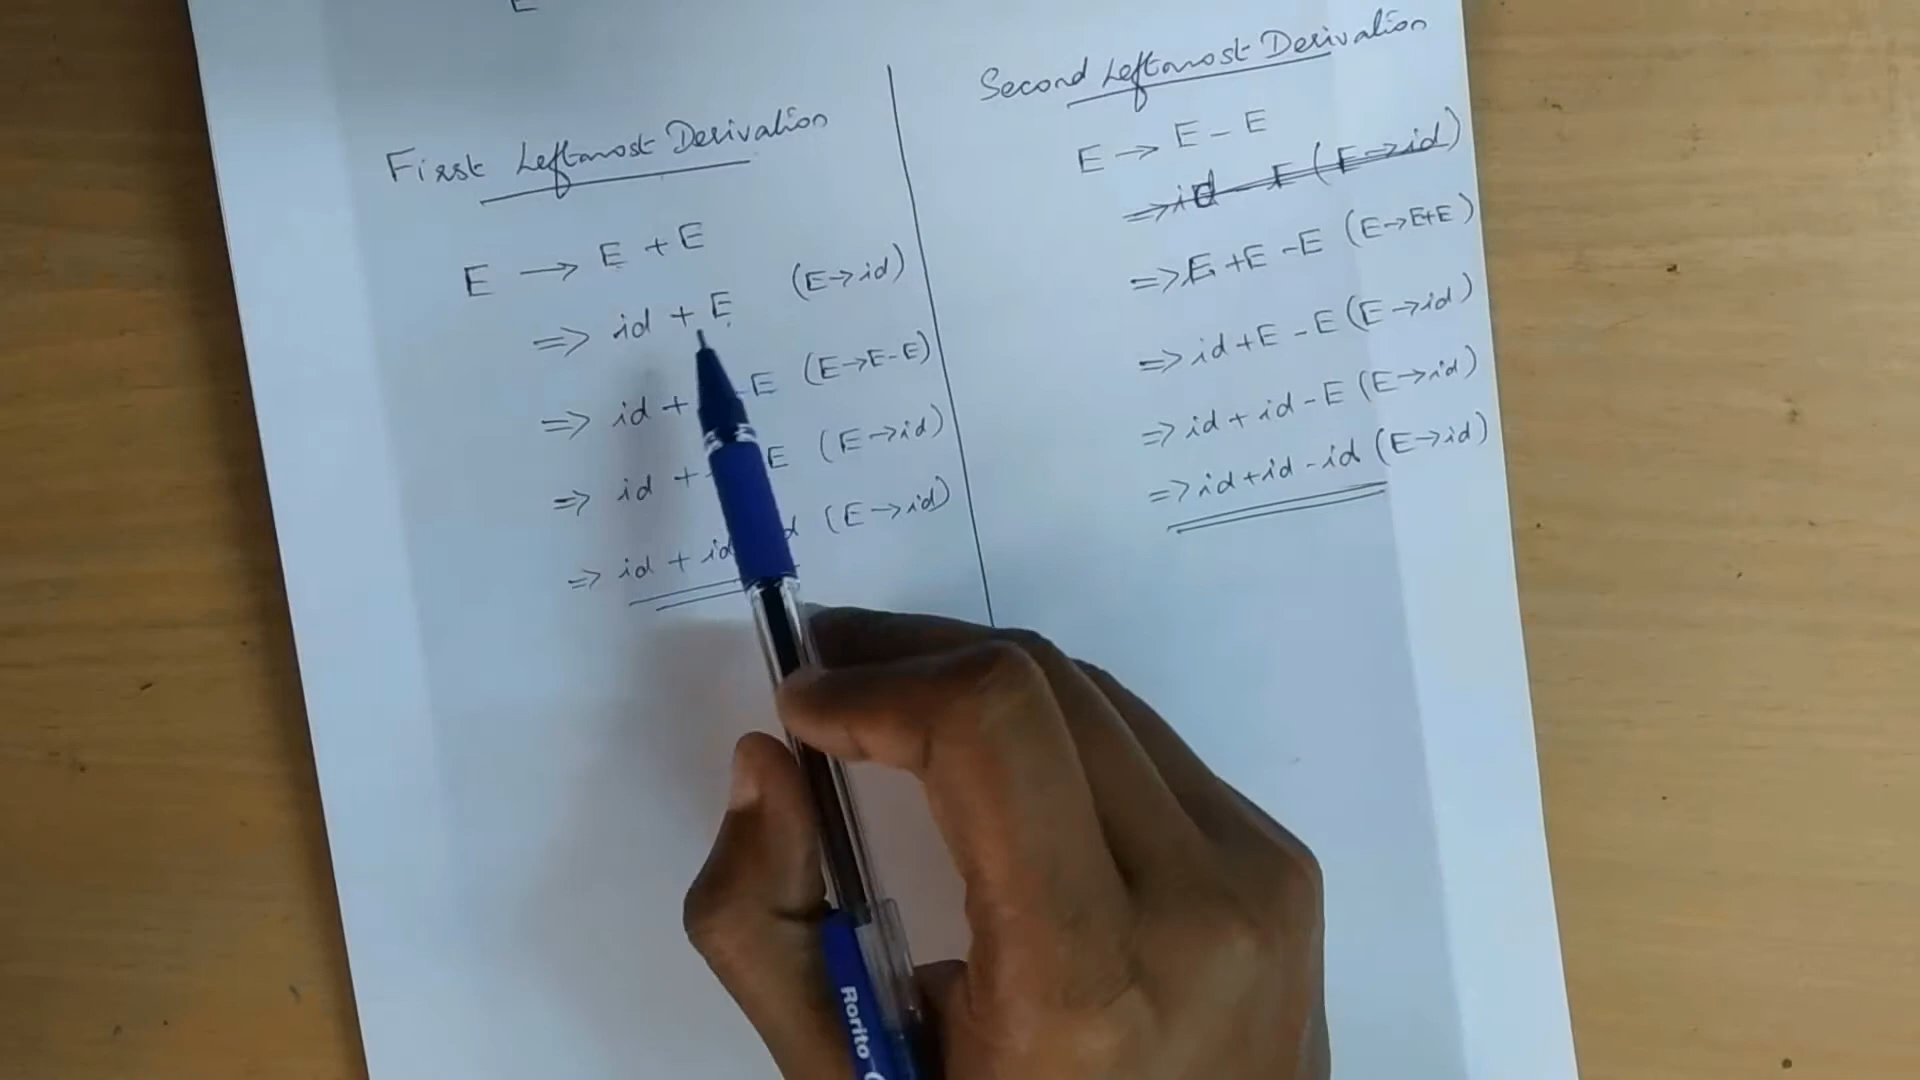 First Leftmost Derivation
E → E + E
⇒ id + E (E→id)
⇒ id + - E (E→E-E)
⇒ id + E (E→id)
⇒ id + id d (E→id)
Second Leftmost Derivation
E → E - E
⇒ id - E (E→id)
⇒ E + E - E (E→E+E)
⇒ id + E - E (E→id)
⇒ id + id - E (E→id)
⇒ id + id - id (E→id)
Rorito